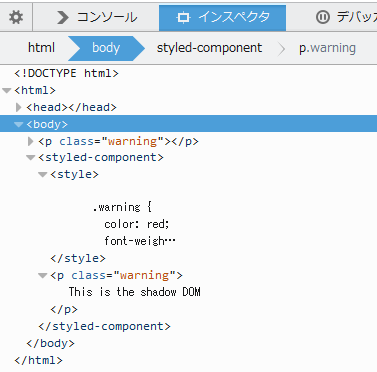 コンソール インスペクタ デバッカ
html body styled-component p.warning
<!DOCTYPE html>
<html>
<head></head>
<body>
<p class="warning"></p>
<styled-component>
<style>
.warning {
color: red;
font-weigh…
</style>
<p class="warning">
This is the shadow DOM
</p>
</styled-component>
</body>
</html>